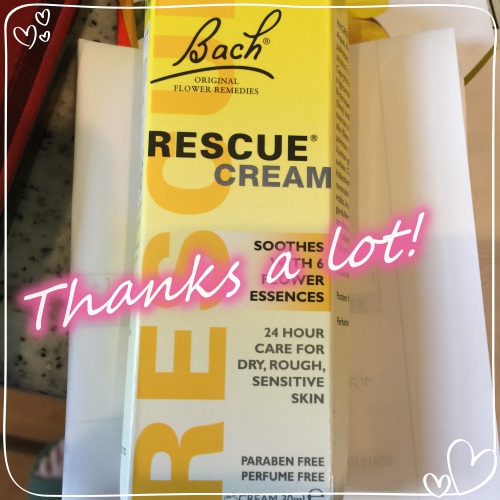 Bach®
ORIGINAL
FLOWER REMEDIES
RESCUE®
CREAM
RESCUE
SOOTHES
WITH 6
FLOWER
ESSENCES
Thanks a lot!
24 HOUR
CARE FOR
DRY, ROUGH,
SENSITIVE
SKIN
PARABEN FREE
PERFUME FREE
CREAM 30ml e